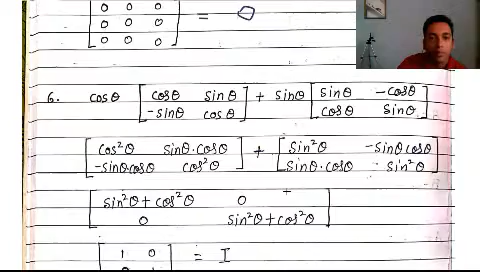 0 0 0
0 0 0 = 0
0 0 0
6. cosθ [cosθ sinθ] + sinθ [sinθ -cosθ]
[-sinθ cosθ] [cosθ sinθ]
[cos²θ sinθ·cosθ] + [sin²θ -sinθcosθ]
[-sinθcosθ cos²θ] [sinθ·cosθ sin²θ]
[sin²θ+cos²θ 0]
[0 sin²θ+cos²θ]
[1 0] = I